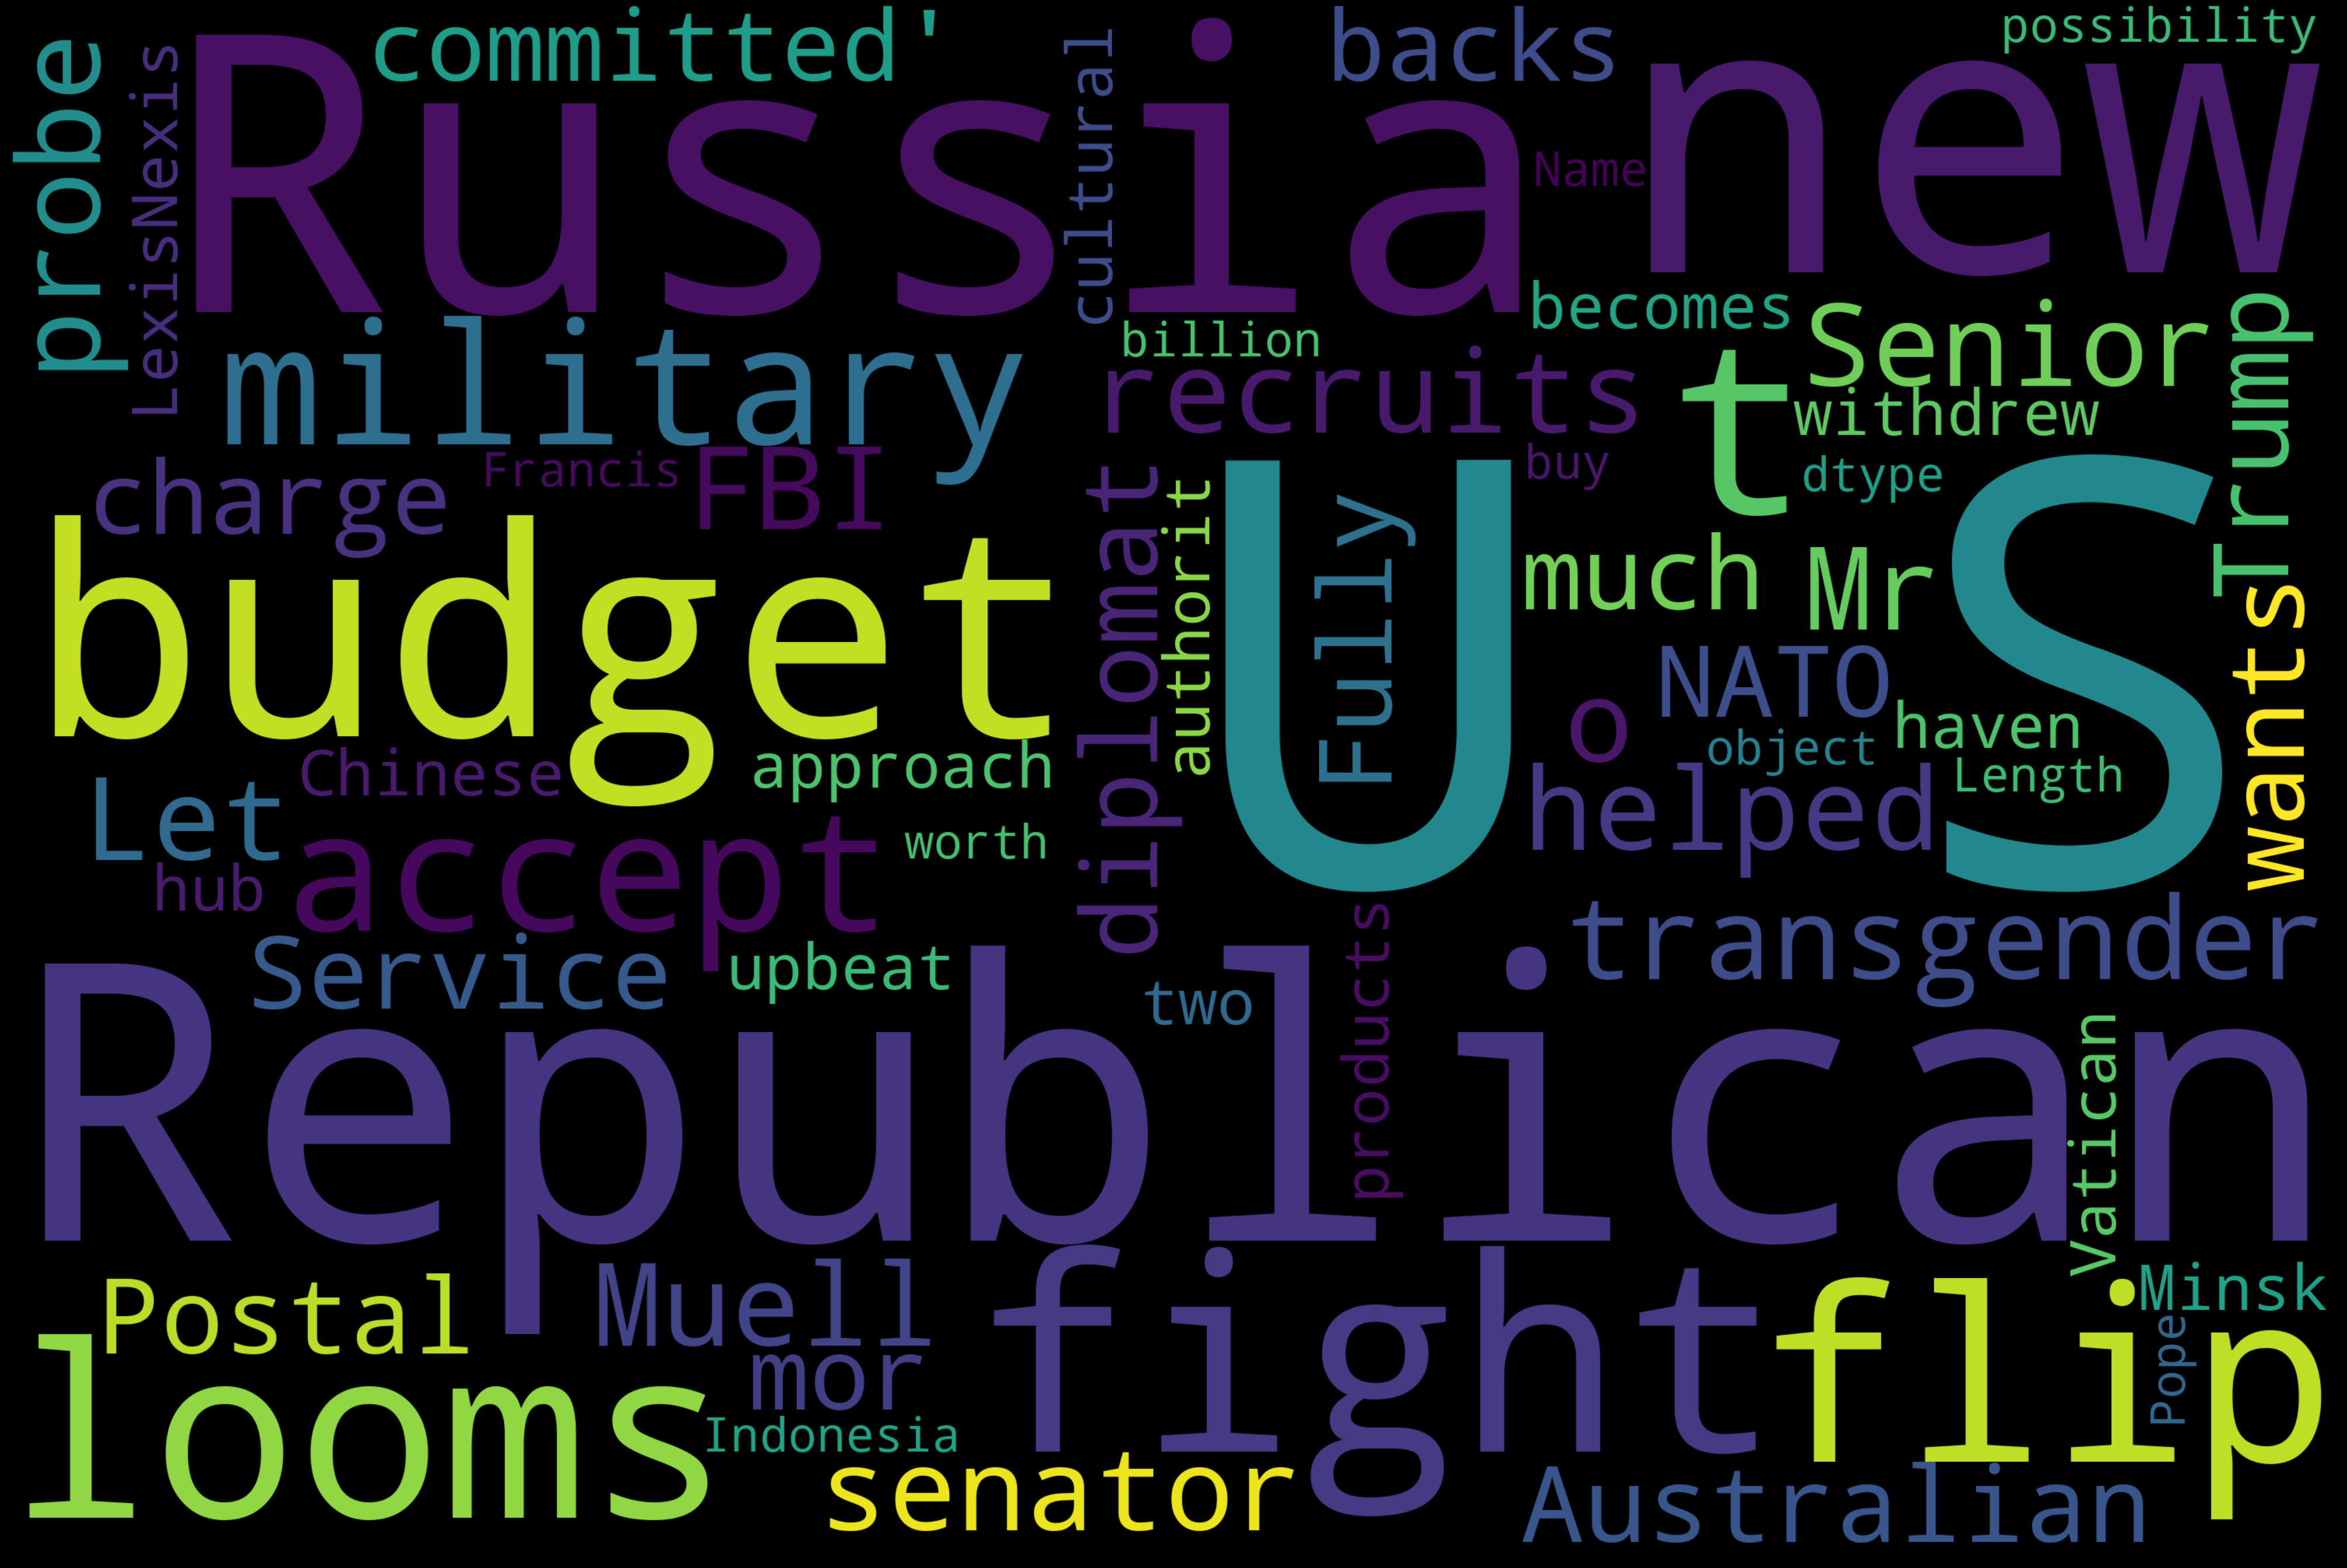 committed'
backs
possibility
probe
LexisNexis
Russia
cultural
Name
new
becomes
Senior
Trump
billion
military
recruits
t
withdrew
charge
Francis
FBI
buy
dtype
diplomat
authorit
U
Fully
S
budget
much
Mr
wants
NATO
o
object
haven
Length
Chinese
approach
Let
helped
accept
worth
hub
Service
upbeat
two
products
transgender
Republican
Vatican
Postal
Muell
fight
flip
Minsk
Pope
looms
mor
Indonesia
senator
Australian